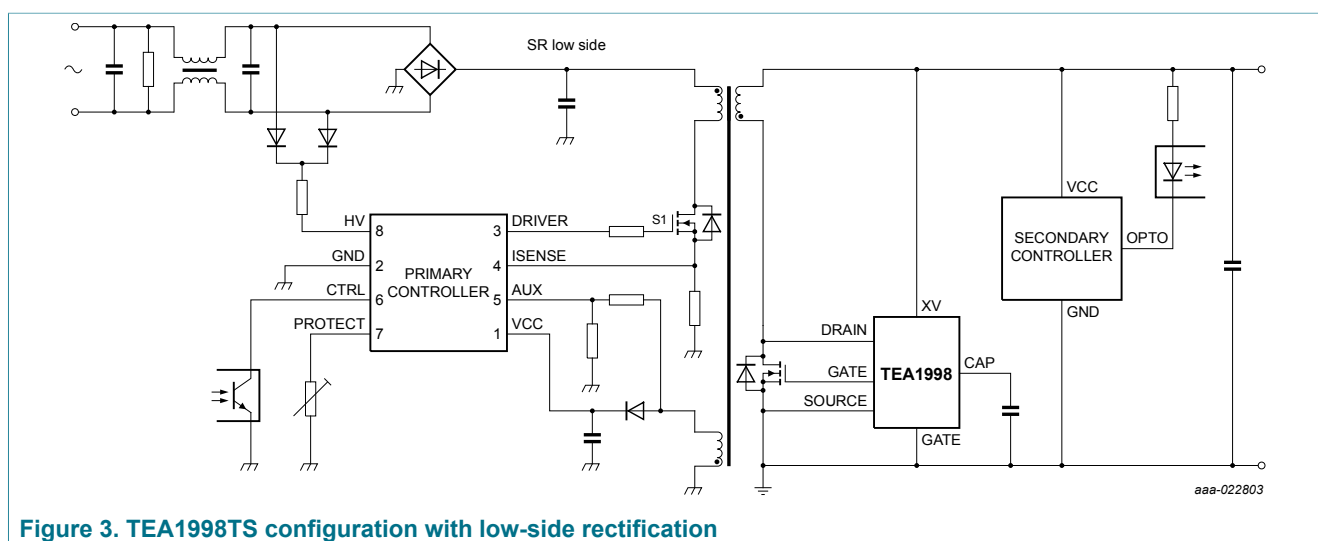 SR low side
HV
8
GND
2
CTRL
6
PROTECT
7
PRIMARY
CONTROLLER
3
DRIVER
4
ISENSE
5
AUX
1
VCC
S1
DRAIN
GATE
SOURCE
XV
TEA1998
CAP
GATE
VCC
SECONDARY
CONTROLLER
OPTO
GND
aaa-022803
Figure 3. TEA1998TS configuration with low-side rectification